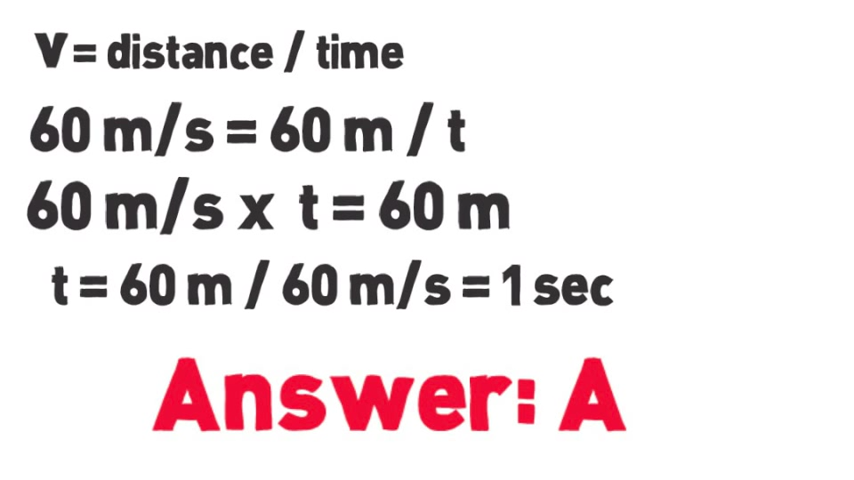 V = distance / time
60 m/s = 60 m / t
60 m/s x t = 60 m
t = 60 m / 60 m/s = 1 sec
Answer: A